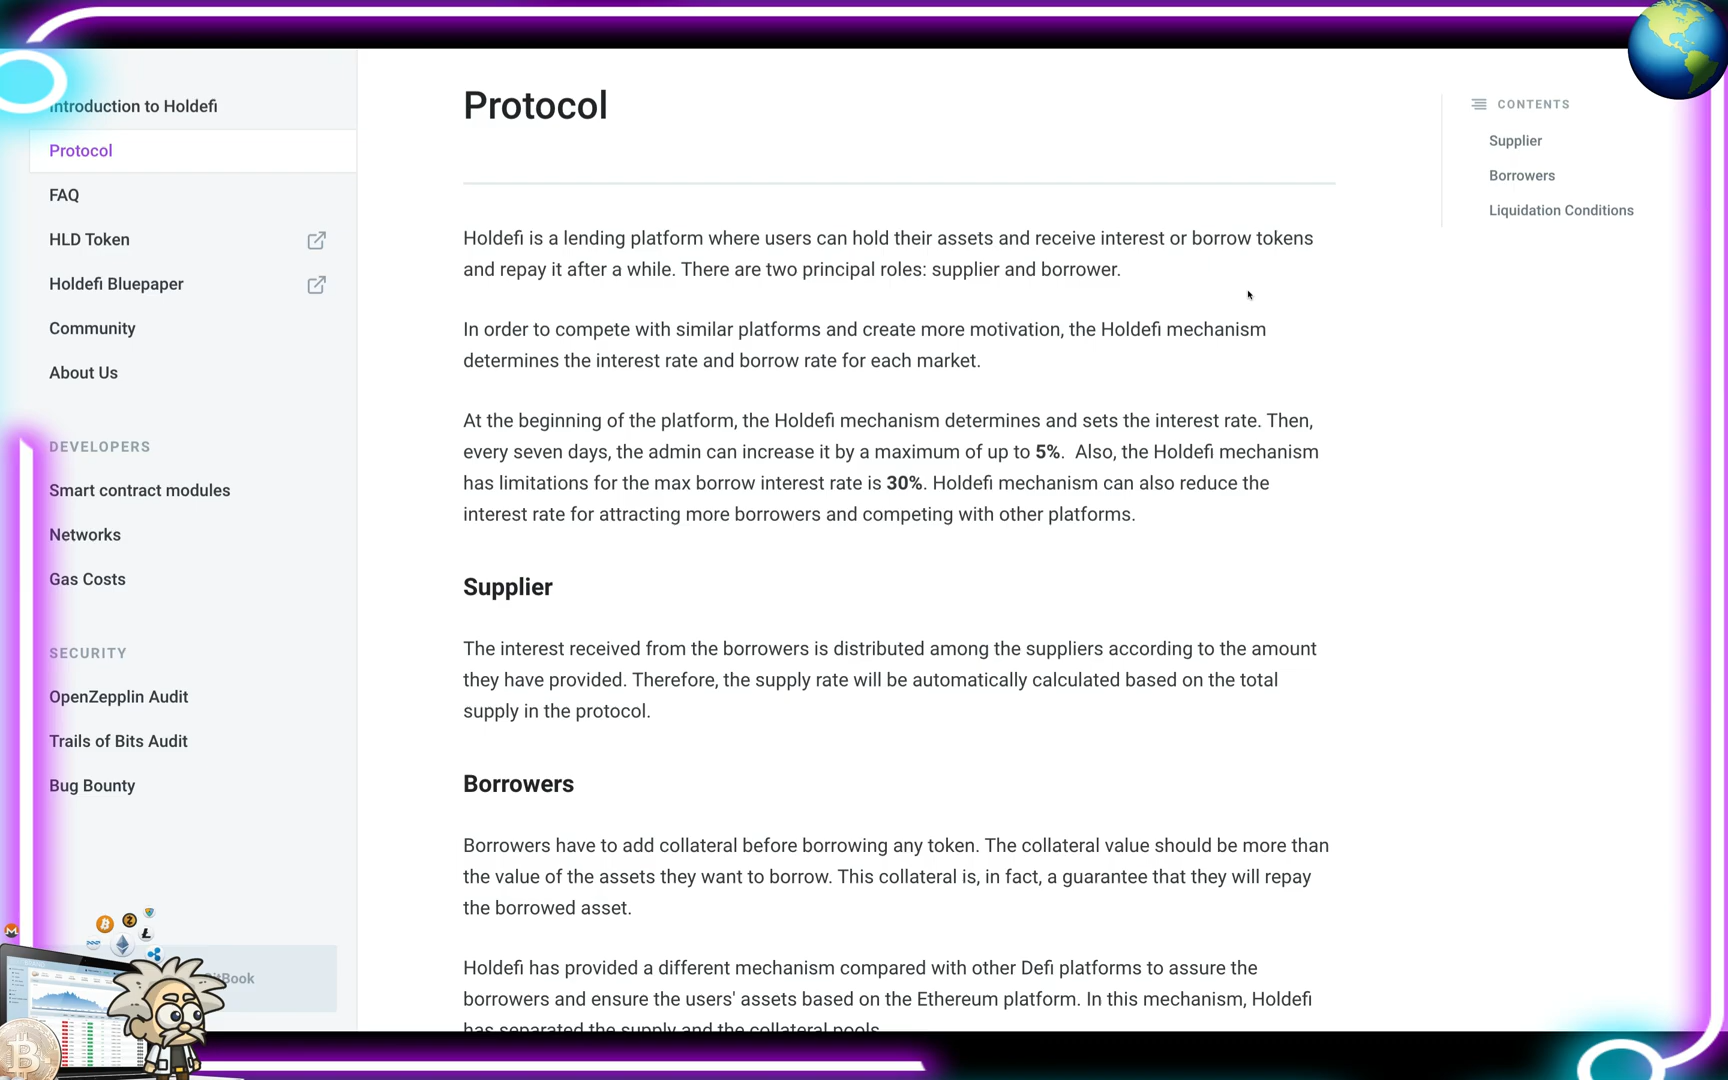 Introduction to Holdefi
Protocol
FAQ
HLD Token
Holdefi Bluepaper
Community
About Us
DEVELOPERS
Smart contract modules
Networks
Gas Costs
SECURITY
OpenZepplin Audit
Trails of Bits Audit
Bug Bounty
Protocol
Holdefi is a lending platform where users can hold their assets and receive interest or borrow tokens
and repay it after a while. There are two principal roles: supplier and borrower.
In order to compete with similar platforms and create more motivation, the Holdefi mechanism
determines the interest rate and borrow rate for each market.
At the beginning of the platform, the Holdefi mechanism determines and sets the interest rate. Then,
every seven days, the admin can increase it by a maximum of up to 5%. Also, the Holdefi mechanism
has limitations for the max borrow interest rate is 30%. Holdefi mechanism can also reduce the
interest rate for attracting more borrowers and competing with other platforms.
Supplier
The interest received from the borrowers is distributed among the suppliers according to the amount
they have provided. Therefore, the supply rate will be automatically calculated based on the total
supply in the protocol.
Borrowers
Borrowers have to add collateral before borrowing any token. The collateral value should be more than
the value of the assets they want to borrow. This collateral is, in fact, a guarantee that they will repay
the borrowed asset.
Holdefi has provided a different mechanism compared with other Defi platforms to assure the
borrowers and ensure the users' assets based on the Ethereum platform. In this mechanism, Holdefi
has separated the supply and the collateral pools.
CONTENTS
Supplier
Borrowers
Liquidation Conditions